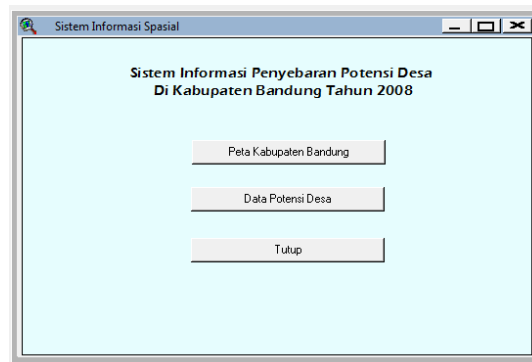 Sistem Informasi Spasial
Sistem Informasi Penyebaran Potensi Desa
Di Kabupaten Bandung Tahun 2008
Peta Kabupaten Bandung
Data Potensi Desa
Tutup